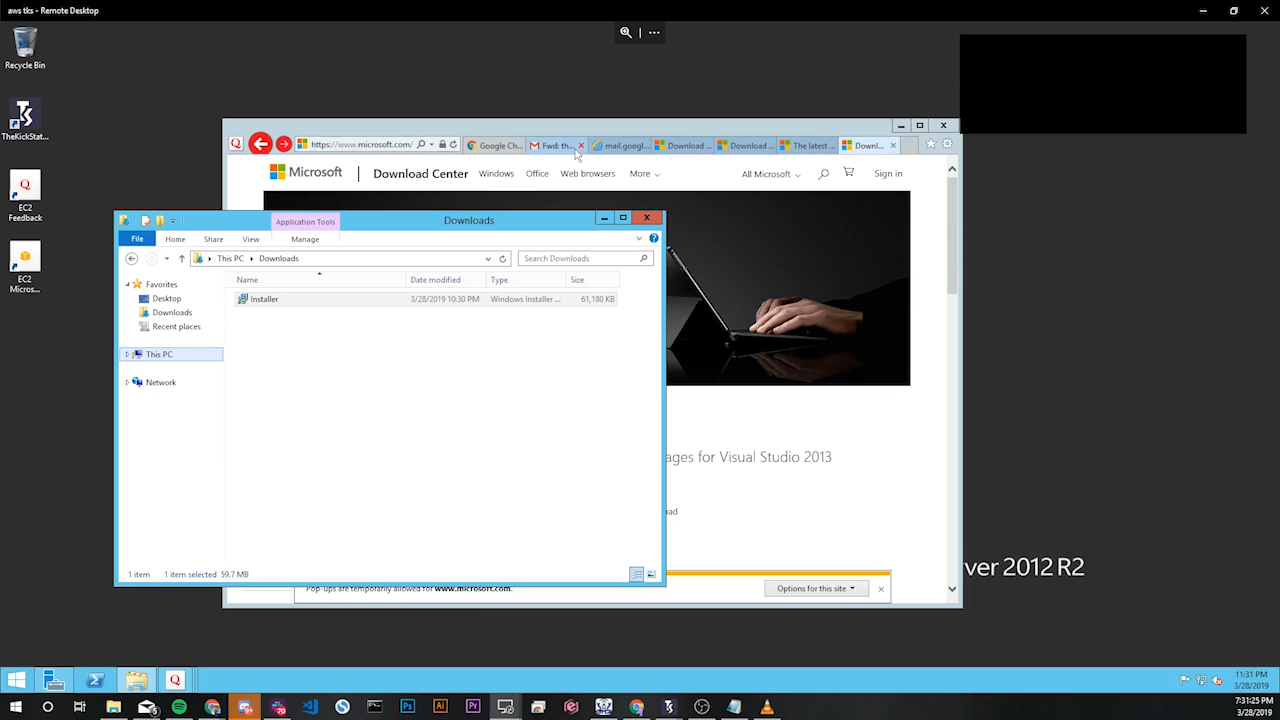 aws tks - Remote Desktop
Recycle Bin
TheKickStat...
EC2
Feedback
EC2
Micros...
https://www.microsoft.com/
Google Ch...
Fwd: th...
mail.googl...
Download ...
Download ...
The latest ...
Downl...
Microsoft
Download Center
Windows
Office
Web browsers
More
All Microsoft
Sign in
Application Tools
Downloads
File
Home
Share
View
Manage
This PC
Downloads
Search Downloads
Name
Date modified
Type
Size
Favorites
Desktop
Downloads
Recent places
This PC
Network
Installer
3/28/2019 10:30 PM
Windows Installer ...
61,180 KB
ages for Visual Studio 2013
ad
1 item
1 item selected 59.7 MB
Pop-ups are temporarily allowed for www.microsoft.com.
Options for this site
ver 2012 R2
11:31 PM
3/28/2019
7:31:25 PM
3/28/2019